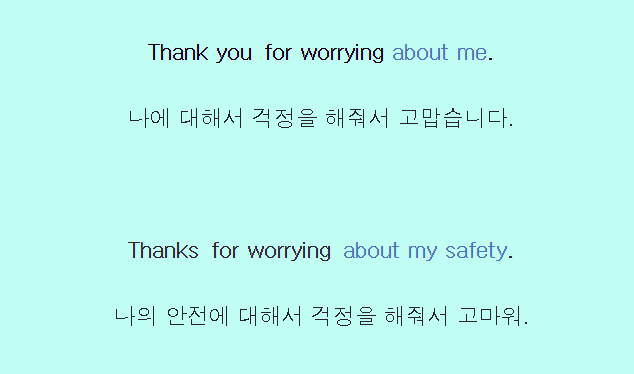 Thank you for worrying about me.
나에 대해서 걱정을 해줘서 고맙습니다.
Thanks for worrying about my safety.
나의 안전에 대해서 걱정을 해줘서 고마워.